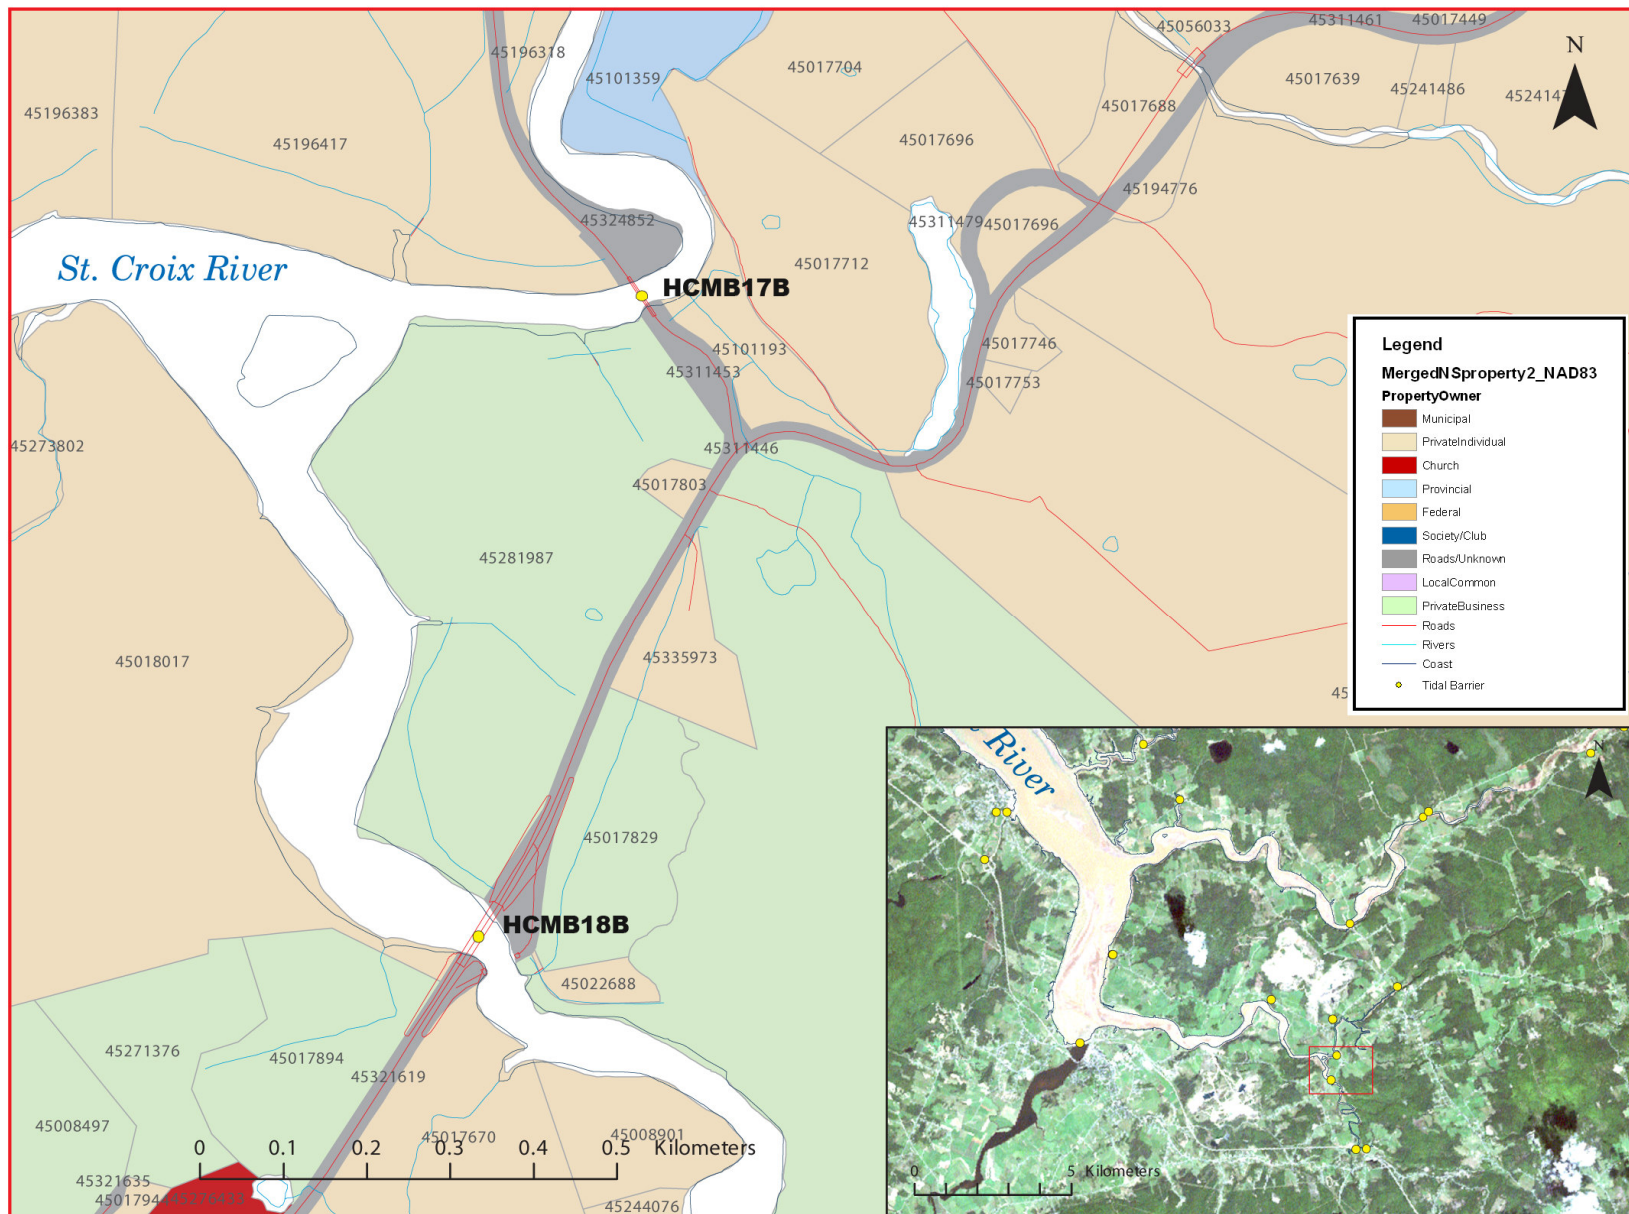 45056033
45311461
45017449
N
45196318
45101359
45017704
45017639
45241486
45017688
45196383
45196417
45017696
45194776
45324852
45311479
45017696
45017712
St. Croix River
HCMB17B
45101193
45017746
45311453
45017753
45273802
45311446
45017803
45281987
45018017
45335973
45017829
HCMB18B
45022688
45271376
45017894
45321619
45008497
45017670
45008901
0 0.1 0.2 0.3 0.4 0.5 Kilometers
45321635
4501794
45244076
Legend
MergedNSproperty2_NAD83
PropertyOwner
Municipal
PrivateIndividual
Church
Provincial
Federal
Society/Club
Roads/Unknown
LocalCommon
PrivateBusiness
Roads
Rivers
Coast
Tidal Barrier
River
N
0 5 Kilometers